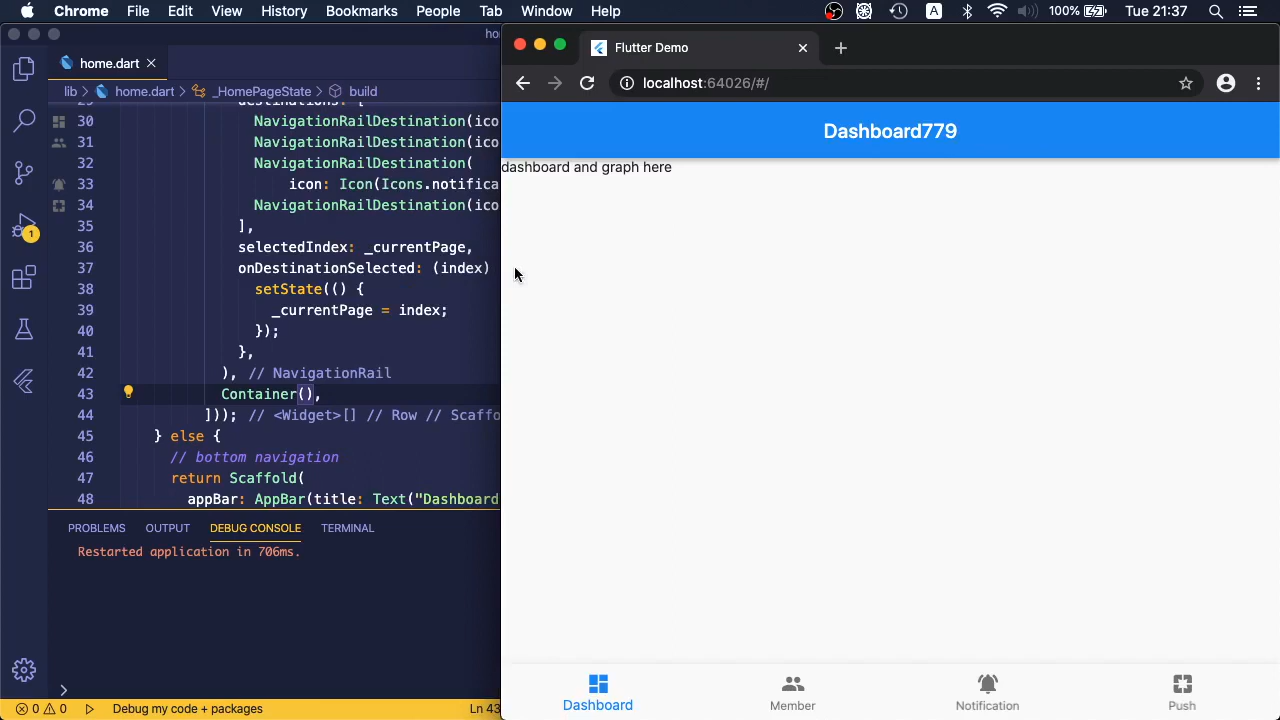 Chrome File Edit View History Bookmarks People Tab Window Help A 100% Tue 21:37
home.dart
Flutter Demo
localhost:64026/#/
lib home.dart _HomePageState build
destinations: [
30 NavigationRailDestination(ico
31 NavigationRailDestination(ico
32 NavigationRailDestination(
33 icon: Icon(Icons.notifica
34 NavigationRailDestination(ico
35 ],
36 selectedIndex: _currentPage,
37 onDestinationSelected: (index)
38 setState(() {
39 _currentPage = index;
40 });
41 },
42 ), // NavigationRail
43 Container(),
44 ])); // <Widget>[] // Row // Scaffo
45 } else {
46 // bottom navigation
47 return Scaffold(
48 appBar: AppBar(title: Text("Dashboard
1
PROBLEMS OUTPUT DEBUG CONSOLE TERMINAL
Restarted application in 706ms.
0 0 Debug my code + packages Ln 43
Dashboard779
dashboard and graph here
Dashboard Member Notification Push